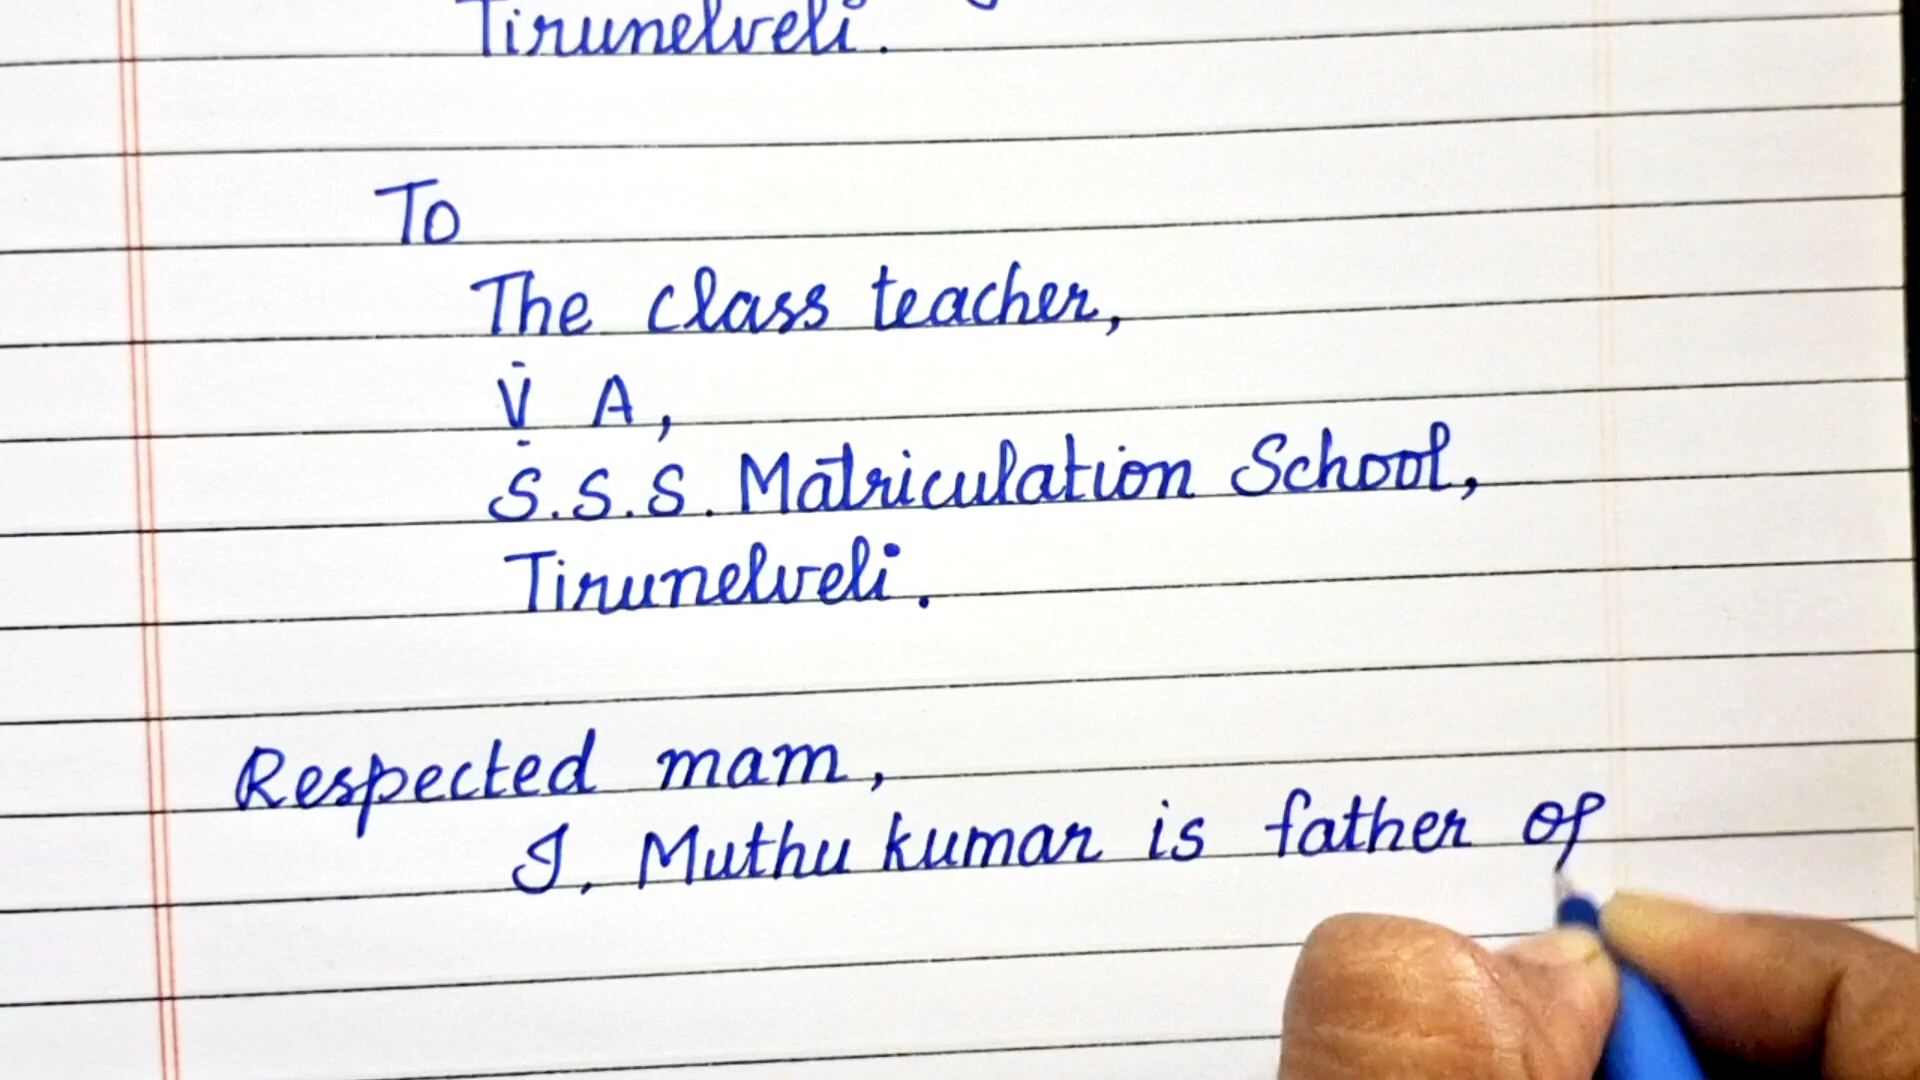 Tirunelveli.
To
The class teacher,
V A,
S.S.S. Matriculation School,
Tirunelveli.
Respected mam,
I, Muthu kumar is father of